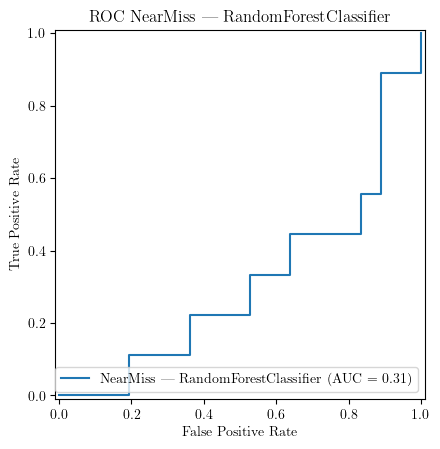 ROC NearMiss — RandomForestClassifier
True Positive Rate
1.0
0.8
0.6
0.4
0.2
0.0
NearMiss — RandomForestClassifier (AUC = 0.31)
0.0 0.2 0.4 0.6 0.8 1.0
False Positive Rate